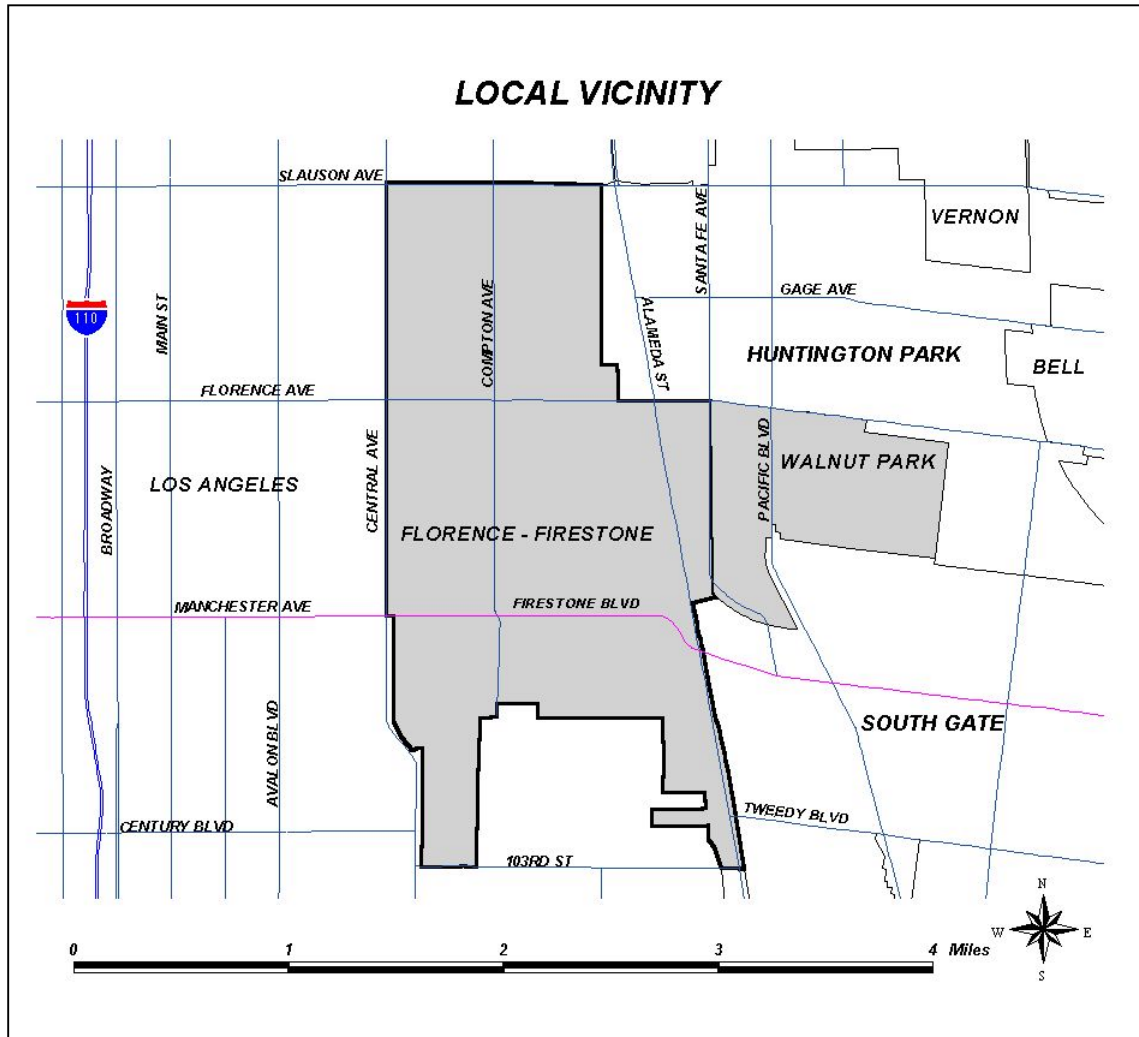 LOCAL VICINITY
SLAUSON AVE
VERNON
SANTA FE AVE
GAGE AVE
MAIN ST
110
COMPTON AVE
ALAMEDA ST
HUNTINGTON PARK
BELL
FLORENCE AVE
PACIFIC BLVD
WALNUT PARK
CENTRAL AVE
LOS ANGELES
BROADWAY
FLORENCE - FIRESTONE
MANCHESTER AVE
FIRESTONE BLVD
SOUTH GATE
AVALON BLVD
TWEEDY BLVD
CENTURY BLVD
103RD ST
N
W
E
S
0 1 2 3 4 Miles